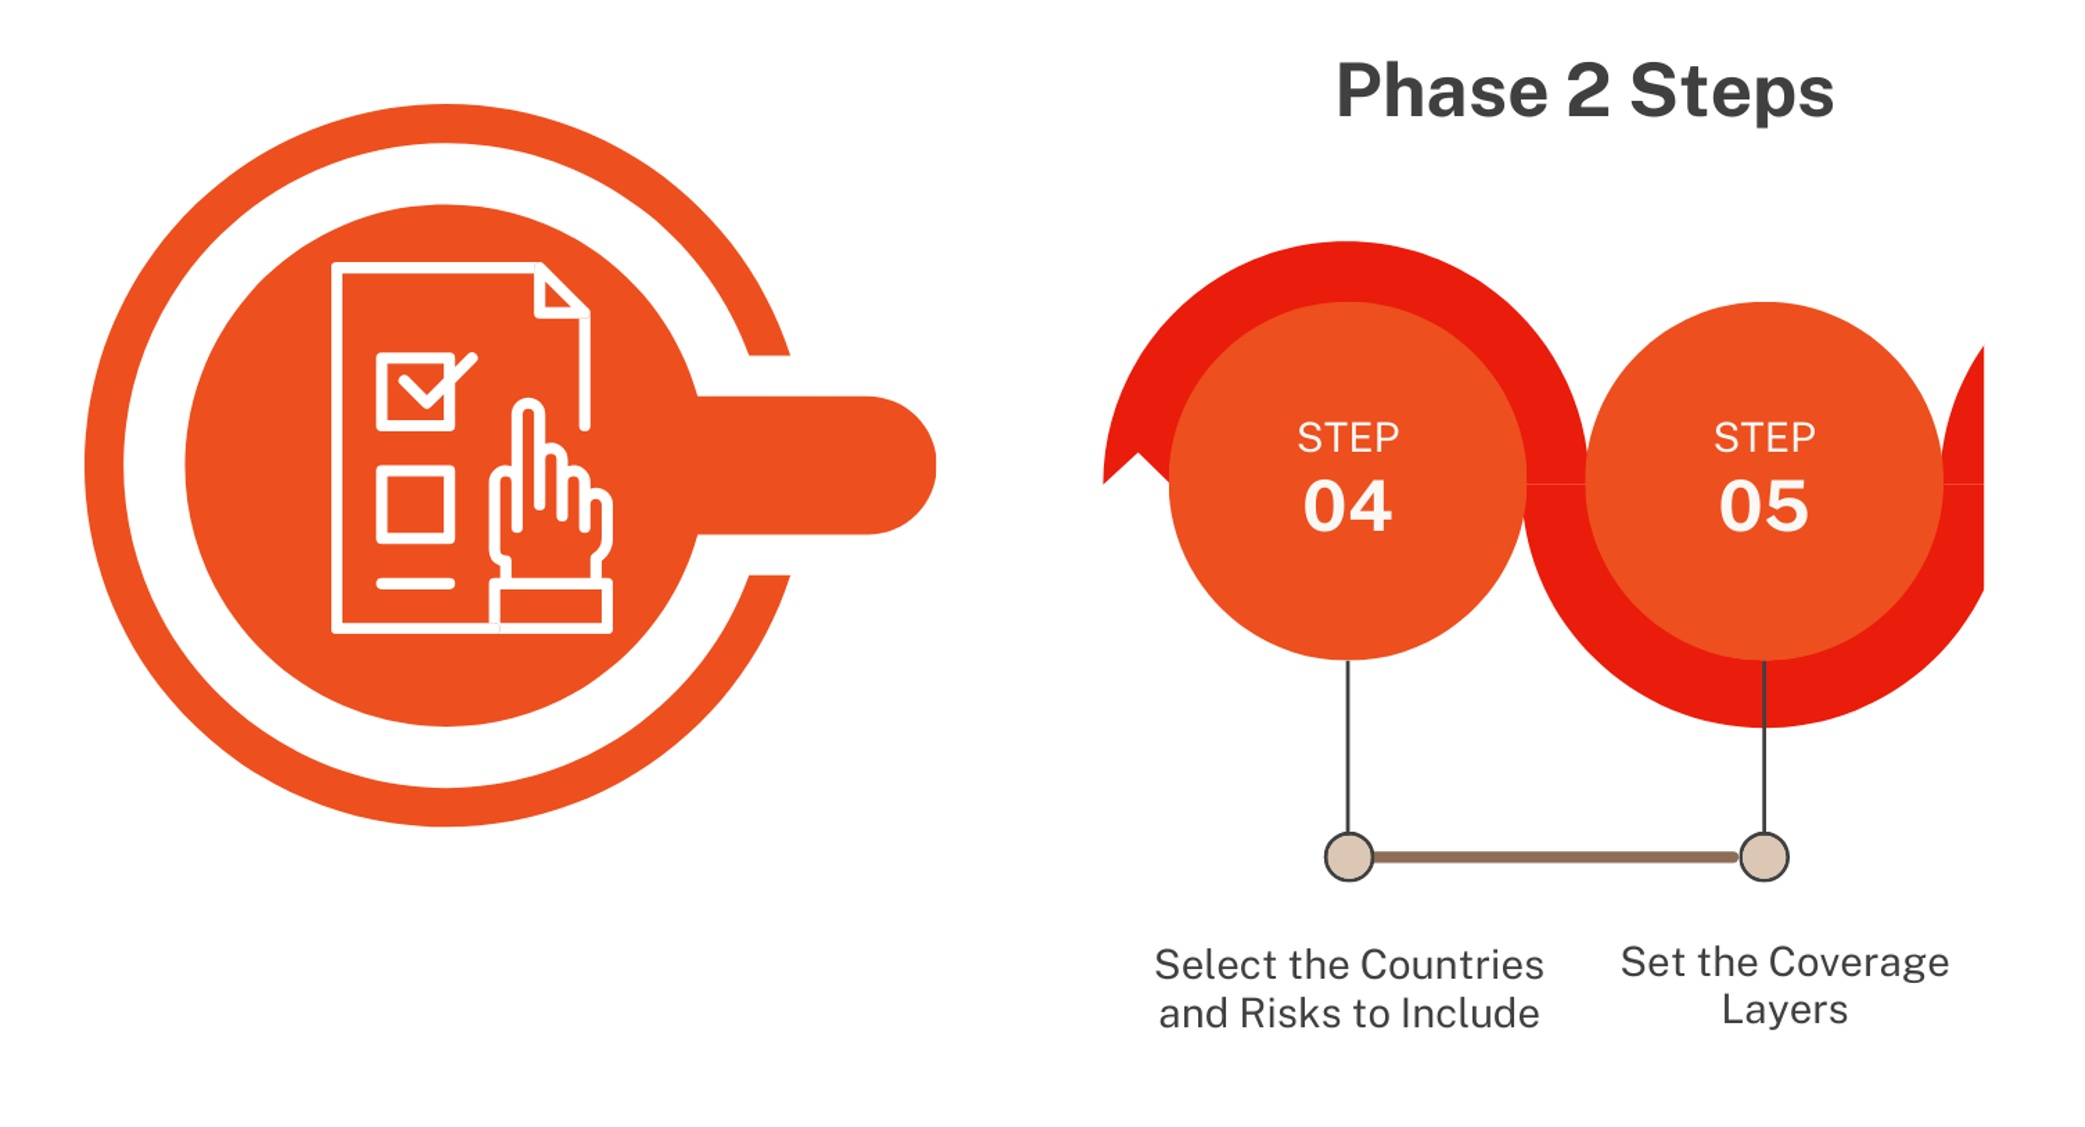 Phase 2 Steps
STEP
04
STEP
05
Select the Countries
and Risks to Include
Set the Coverage
Layers